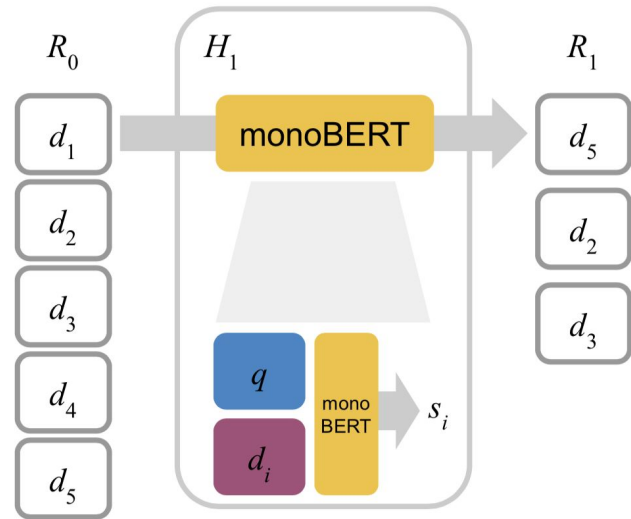 R₀
H₁
R₁
d₁
monoBERT
d₅
d₂
d₂
d₃
d₃
q
mono
BERT
sᵢ
d₄
dᵢ
d₅